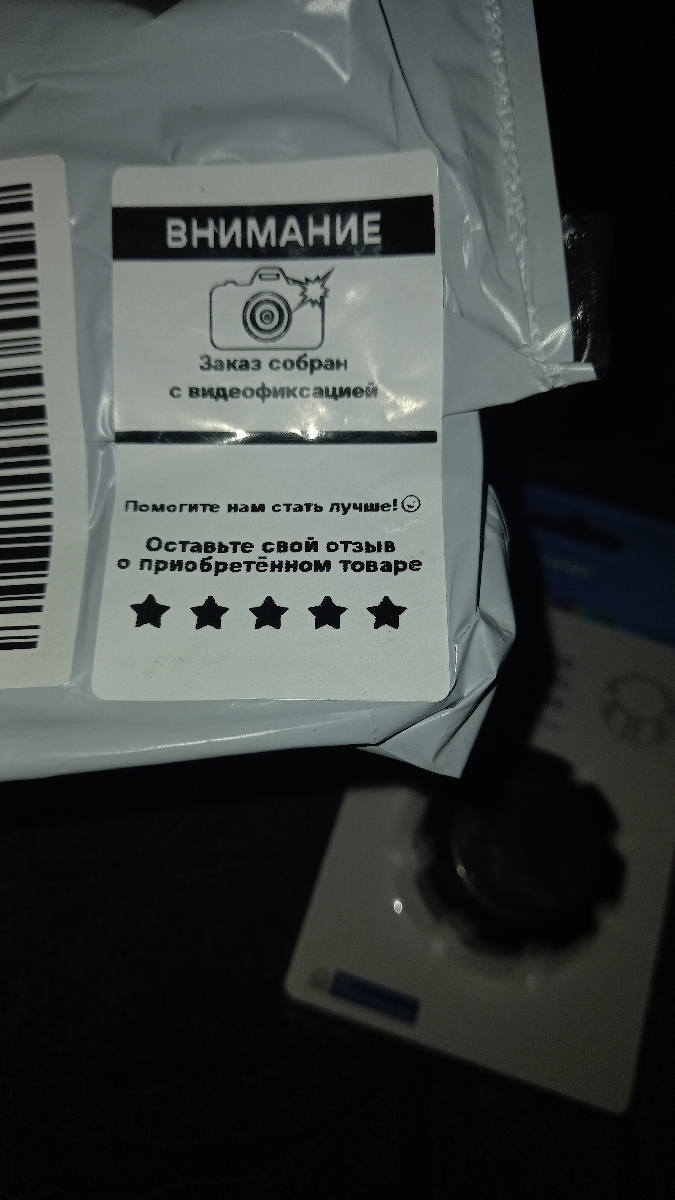 ВНИМАНИЕ
Заказ собран
с видеофиксацией
Помогите нам стать лучше!
Оставьте свой отзыв
о приобретённом товаре